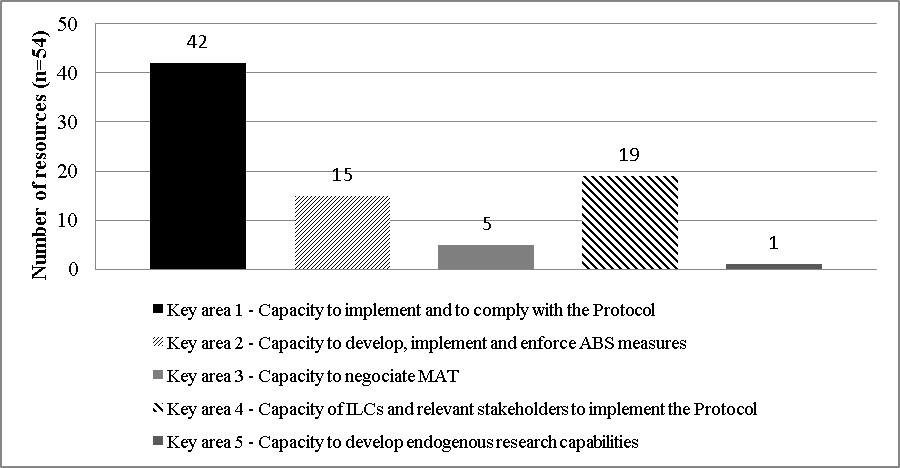 Number of resources (n=54)
50
40
30
20
10
0
42
15
5
19
1
Key area 1 - Capacity to implement and to comply with the Protocol
Key area 2 - Capacity to develop, implement and enforce ABS measures
Key area 3 - Capacity to negociate MAT
Key area 4 - Capacity of ILCs and relevant stakeholders to implement the Protocol
Key area 5 - Capacity to develop endogenous research capabilities